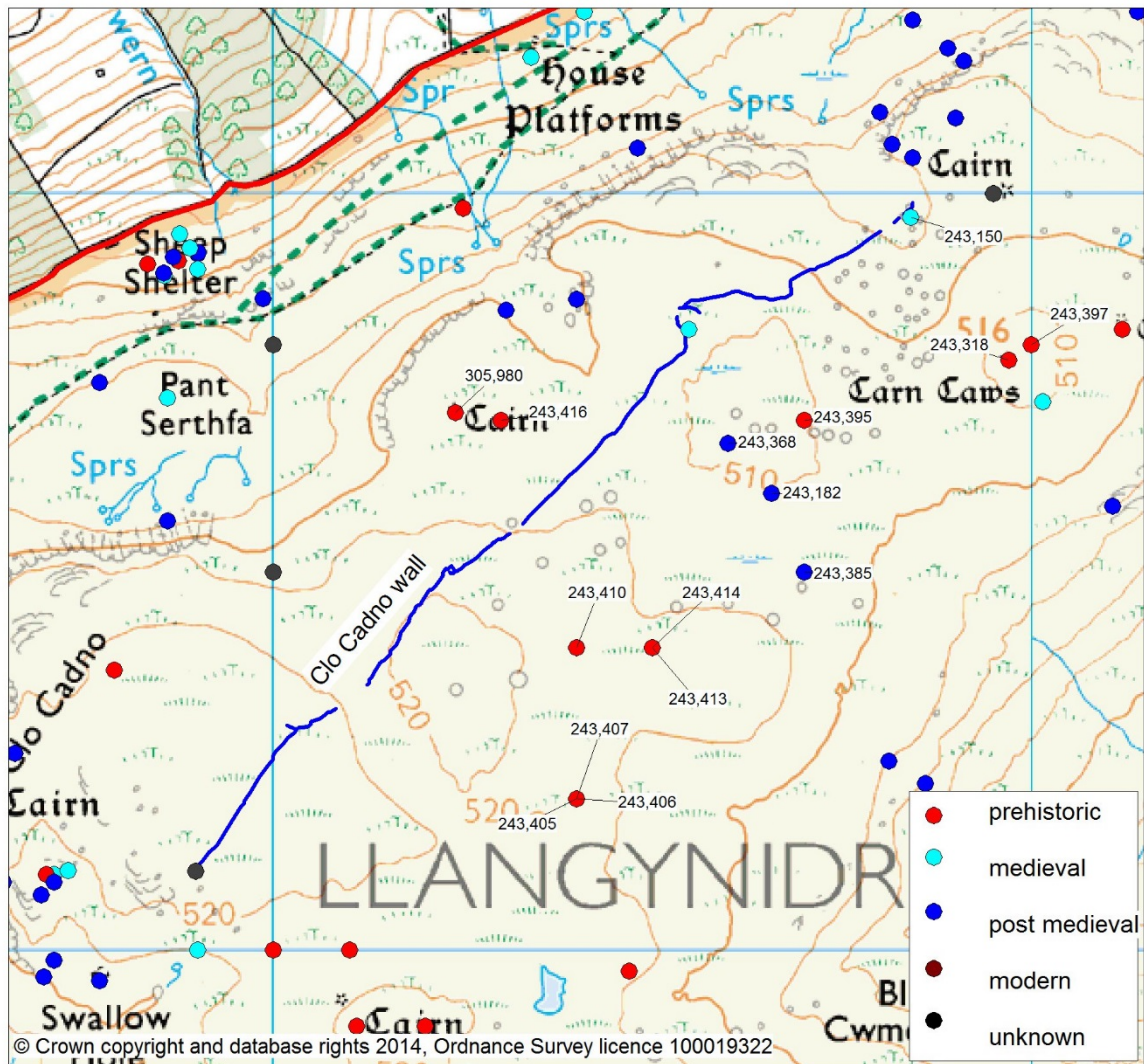 wern
Sprs
House
Platforms
Spr
Sprs
Cairn
243,150
Sprs
Sheep
Shelter
243,397
516
243,318
510
Carn Caws
Pant
Serthfa
305,980
Cairn
243,416
243,395
243,368
510
243,182
Sprs
243,385
Clo Cadno wall
243,410
243,414
243,413
Clo Cadno
520
243,407
243,406
243,405
520
Cairn
LLANGYNIDR
520
prehistoric
medieval
post medieval
modern
unknown
Swallow
Cairn
Bl
Cwm
© Crown copyright and database rights 2014, Ordnance Survey licence 100019322